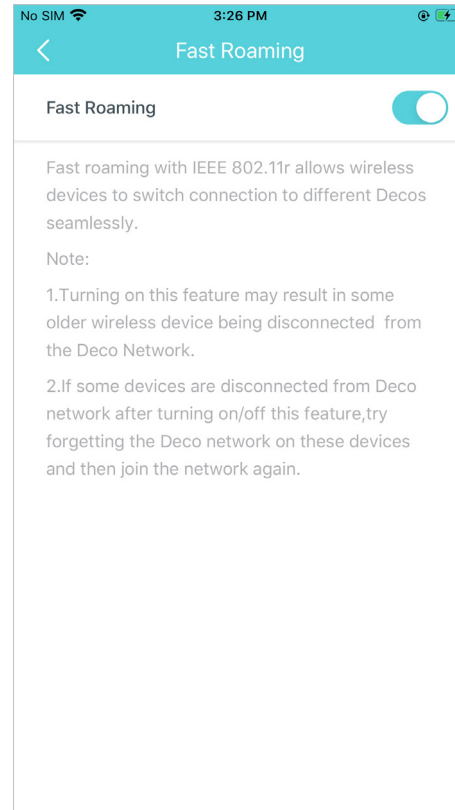 No SIM 3:26 PM
Fast Roaming
Fast Roaming
Fast roaming with IEEE 802.11r allows wireless
devices to switch connection to different Decos
seamlessly.
Note:
1.Turning on this feature may result in some
older wireless device being disconnected  from
the Deco Network.
2.If some devices are disconnected from Deco
network after turning on/off this feature,try
forgetting the Deco network on these devices
and then join the network again.